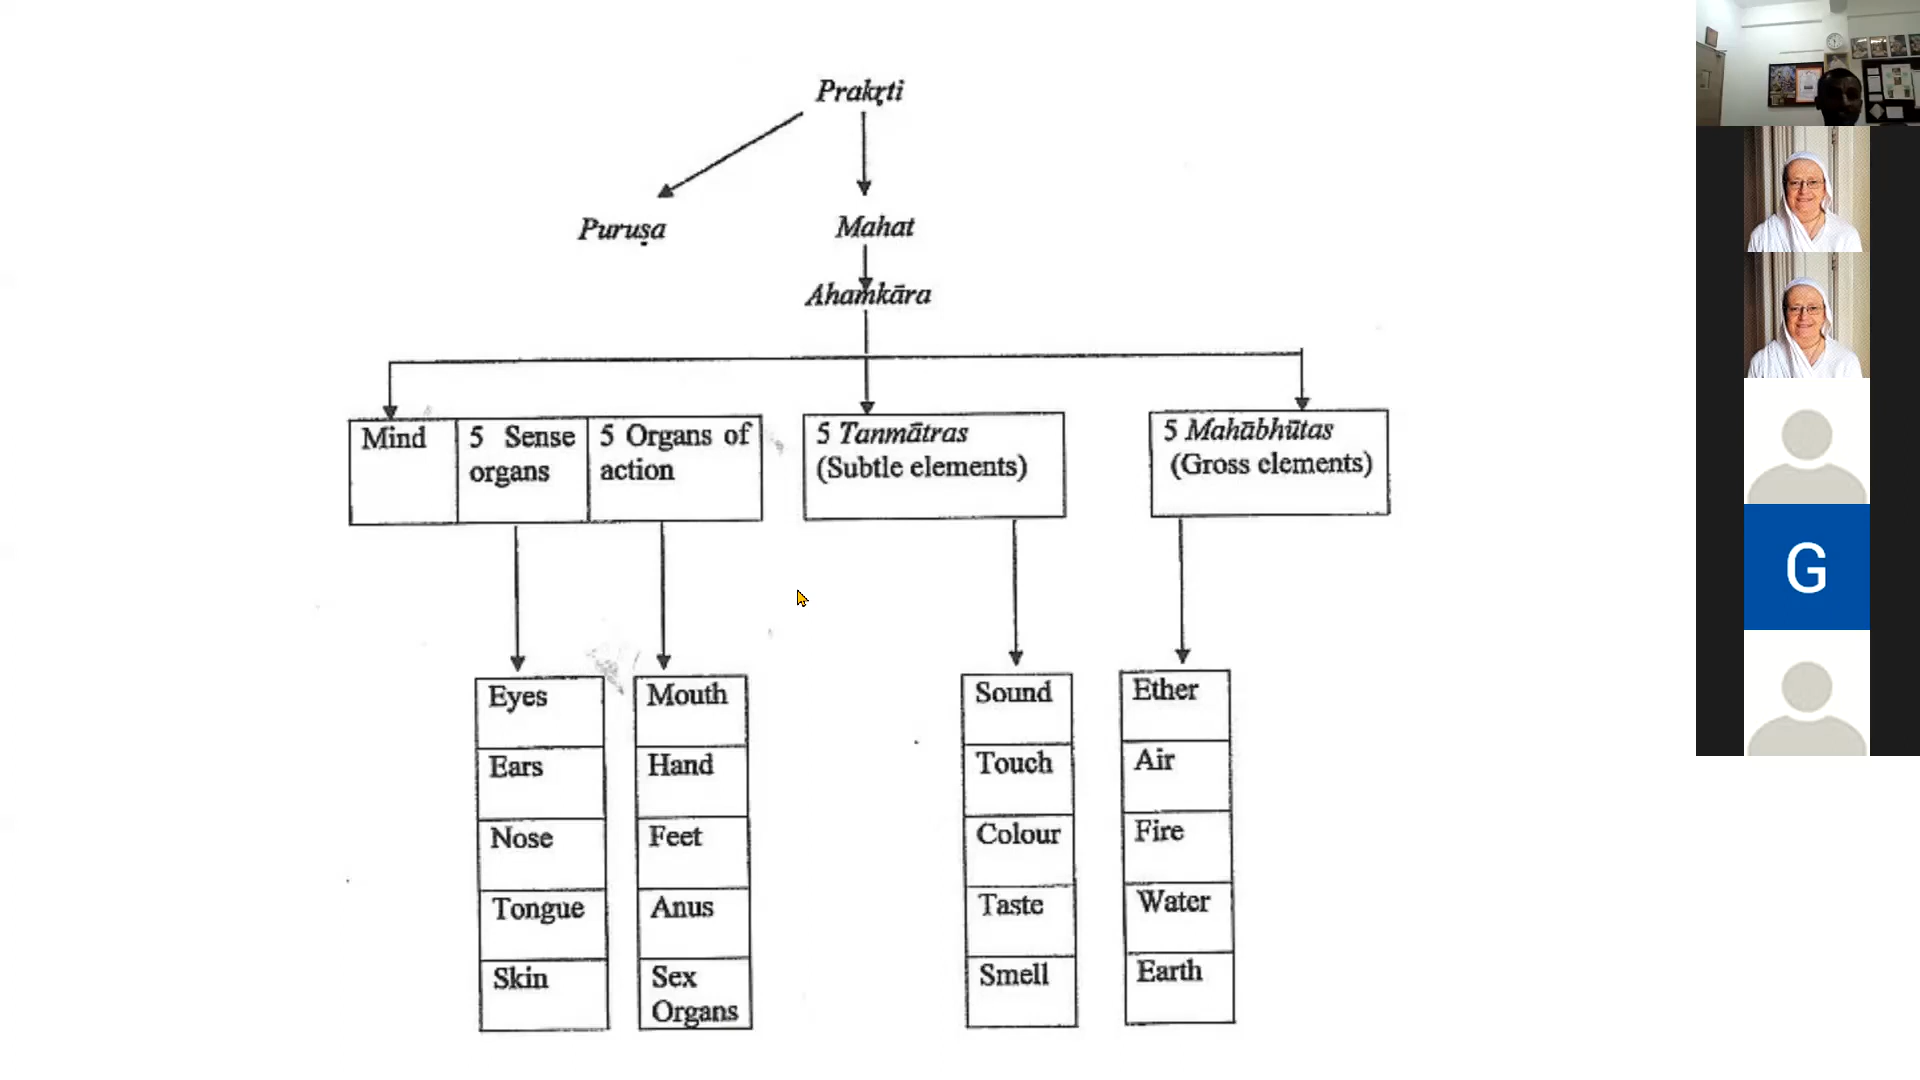 Prakṛti
Puruṣa
Mahat
Ahaṁkāra
Mind
5 Sense
organs
5 Organs of
action
5 Tanmātras
(Subtle elements)
5 Mahābhūtas
(Gross elements)
Eyes
Ears
Nose
Tongue
Skin
Mouth
Hand
Feet
Anus
Sex
Organs
Sound
Touch
Colour
Taste
Smell
Ether
Air
Fire
Water
Earth
G